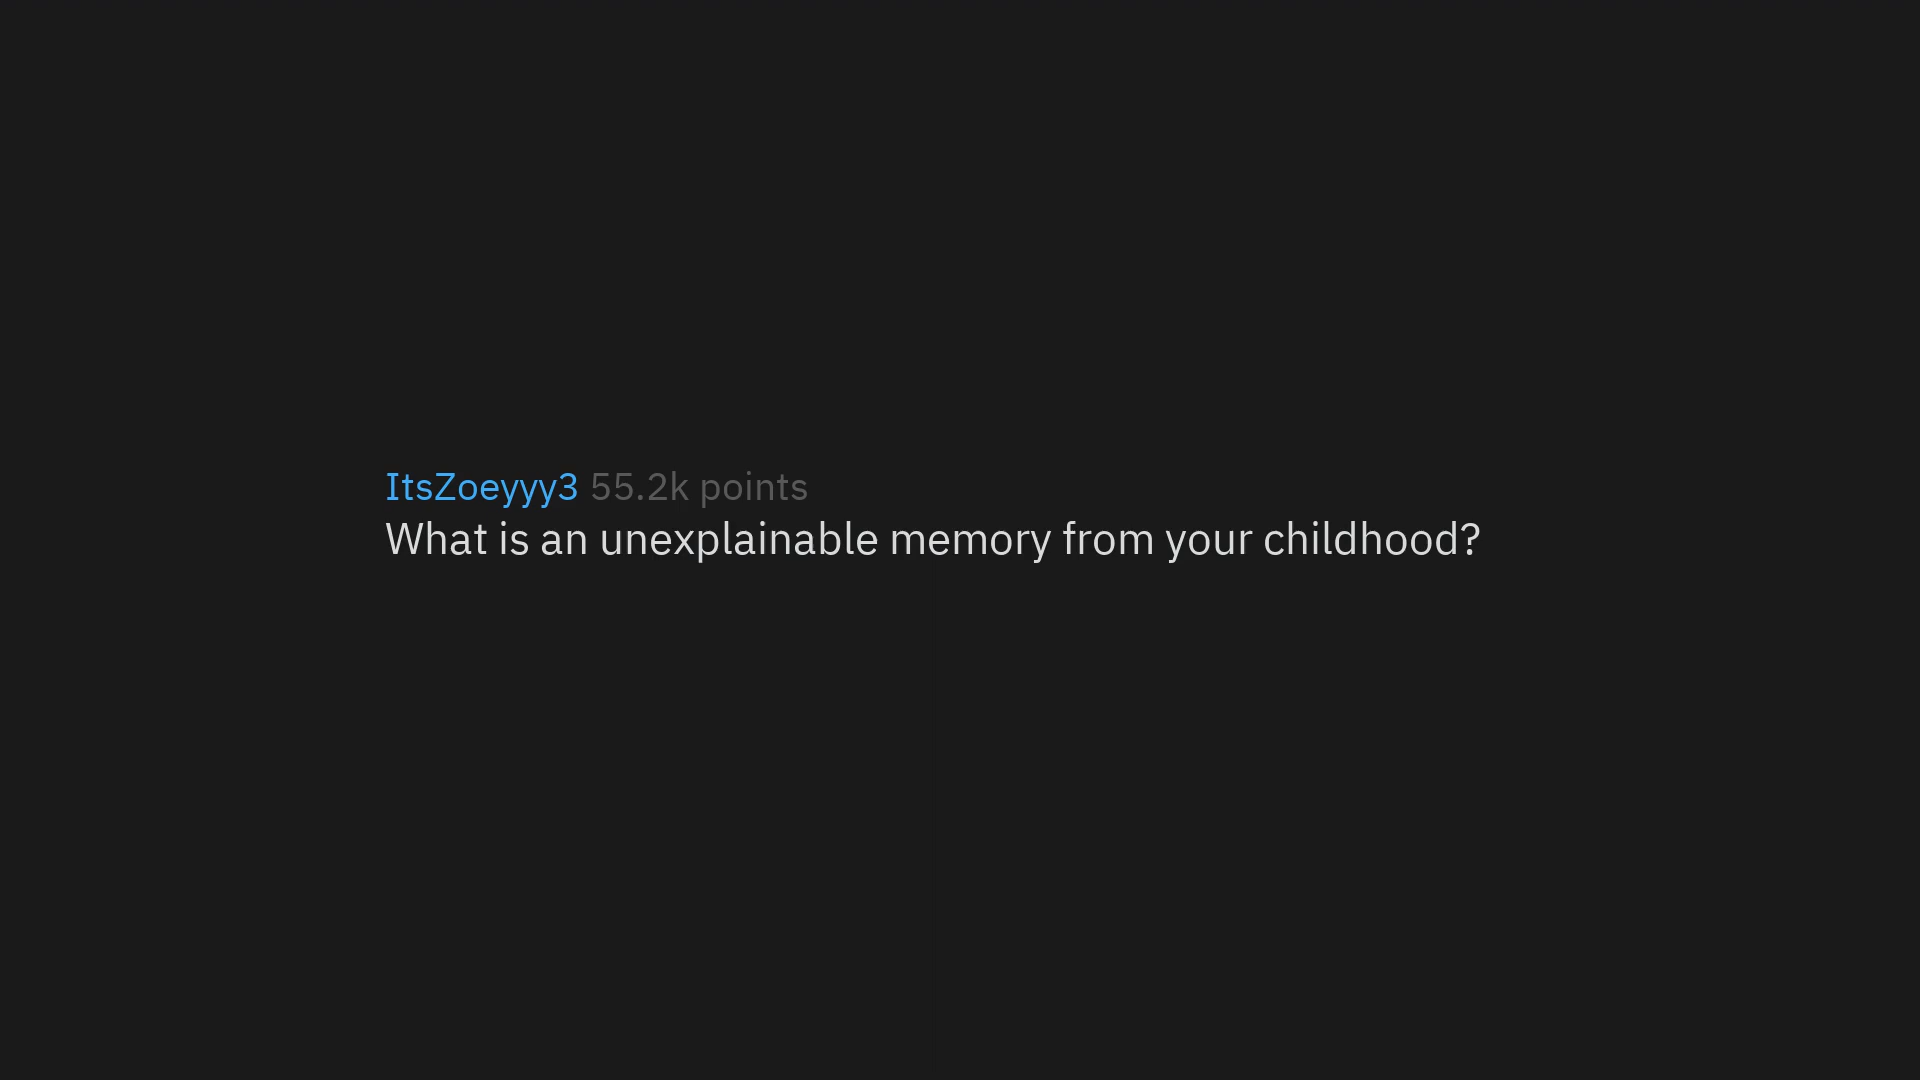 ItsZoeyyy3 55.2k points
What is an unexplainable memory from your childhood?